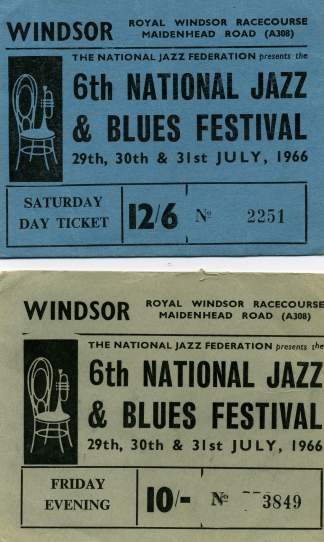 WINDSOR
ROYAL WINDSOR RACECOURSE
MAIDENHEAD ROAD (A308)
THE NATIONAL JAZZ FEDERATION presents the
6th NATIONAL JAZZ
& BLUES FESTIVAL
29th, 30th & 31st JULY, 1966
SATURDAY
DAY TICKET
12/6
No 2251
WINDSOR
ROYAL WINDSOR RACECOURSE
MAIDENHEAD ROAD (A308)
THE NATIONAL JAZZ FEDERATION presents the
6th NATIONAL JAZZ
& BLUES FESTIVAL
29th, 30th & 31st JULY, 1966
FRIDAY
EVENING
10/-
No 3849